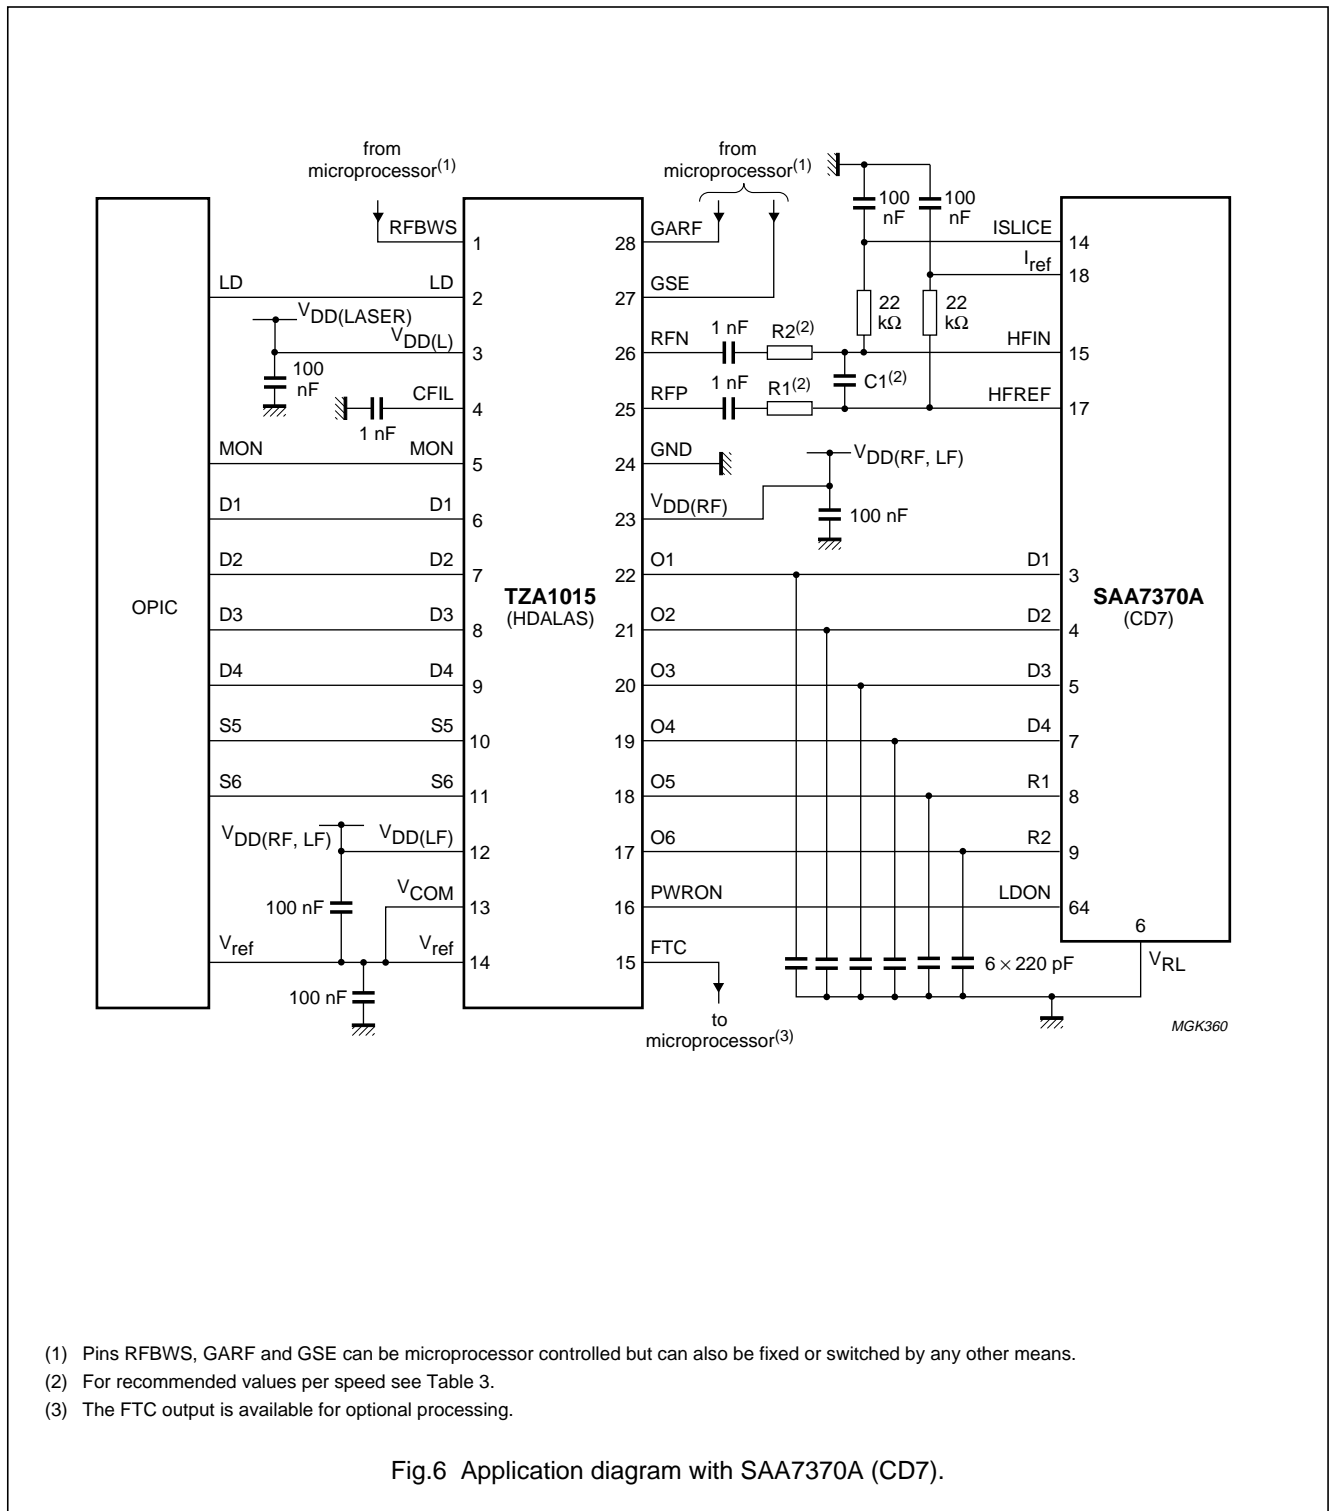 from
microprocessor(1)
from
microprocessor(1)
100
nF
100
nF
RFBWS
1
28
GARF
ISLICE
14
Iref
18
LD
LD
2
27
GSE
22
kΩ
22
kΩ
VDD(LASER)
VDD(L)
3
26
RFN
1 nF
R2(2)
HFIN
15
100
nF
C1(2)
CFIL
4
1 nF
25
RFP
1 nF
R1(2)
HFREF
17
MON
MON
5
24
GND
VDD(RF, LF)
D1
D1
6
23
VDD(RF)
100 nF
D2
D2
7
22
O1
D1
3
OPIC
TZA1015
(HDALAS)
SAA7370A
(CD7)
D3
D3
8
21
O2
D2
4
D4
D4
9
20
O3
D3
5
S5
S5
10
19
O4
D4
7
S6
S6
11
18
O5
R1
8
VDD(RF, LF)
VDD(LF)
12
17
O6
R2
9
100 nF
VCOM
13
16
PWRON
LDON
64
6
Vref
Vref
14
15
FTC
VRL
100 nF
6 × 220 pF
to
microprocessor(3)
MGK360
(1) Pins RFBWS, GARF and GSE can be microprocessor controlled but can also be fixed or switched by any other means.
(2) For recommended values per speed see Table 3.
(3) The FTC output is available for optional processing.
Fig.6 Application diagram with SAA7370A (CD7).